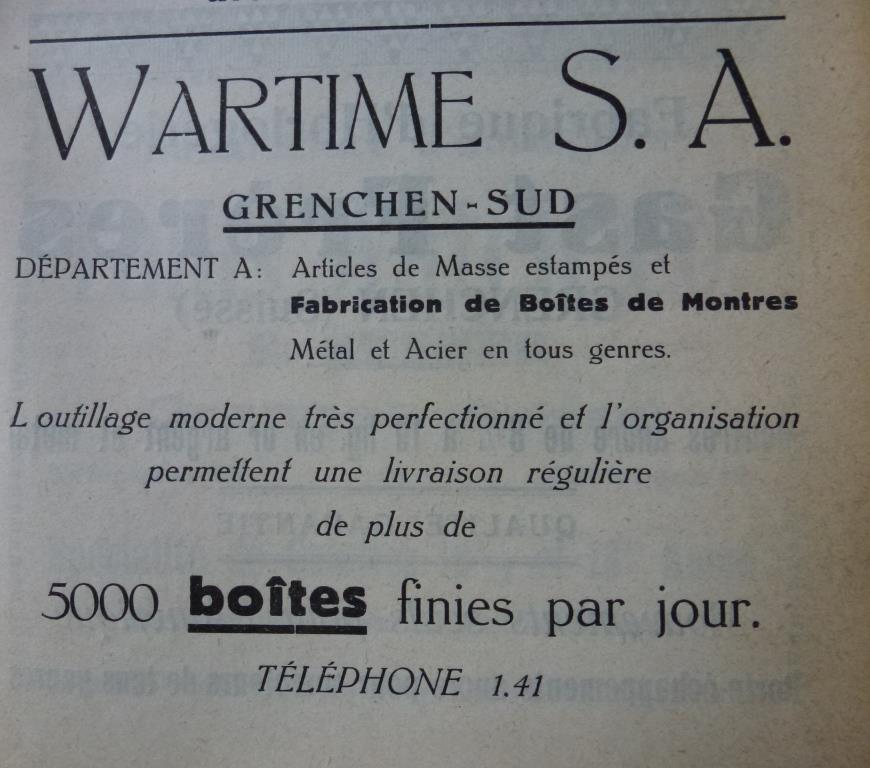 WARTIME S. A.
GRENCHEN-SUD
DÉPARTEMENT A: Articles de Masse estampés et
Fabrication de Boîtes de Montres
Métal et Acier en tous genres.
L outillage moderne très perfectionné et l'organisation
permettent une livraison régulière
de plus de
5000 boîtes finies par jour.
TÉLÉPHONE 1.41